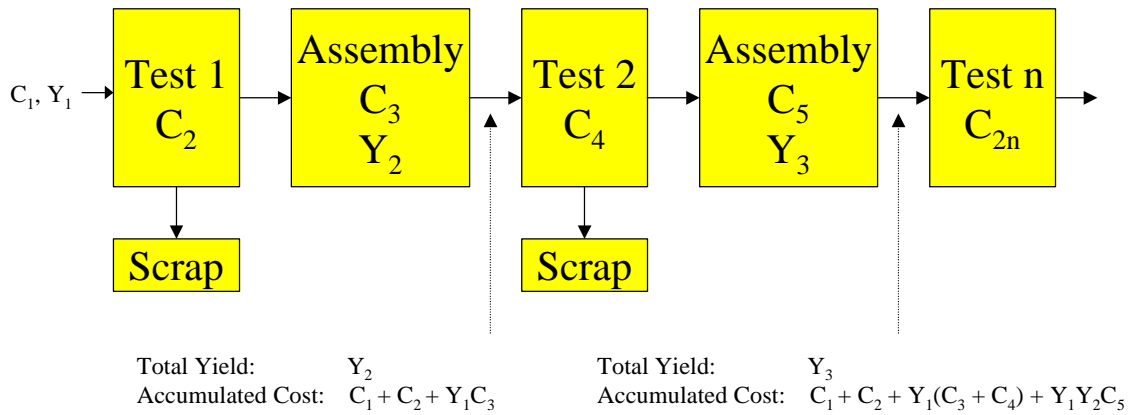 C₁, Y₁
Test 1
C₂
Scrap
Assembly
C₃
Y₂
Test 2
C₄
Scrap
Assembly
C₅
Y₃
Test n
C₂ₙ
Total Yield: Y₂
Accumulated Cost: C₁ + C₂ + Y₁C₃
Total Yield: Y₃
Accumulated Cost: C₁ + C₂ + Y₁(C₃ + C₄) + Y₁Y₂C₅